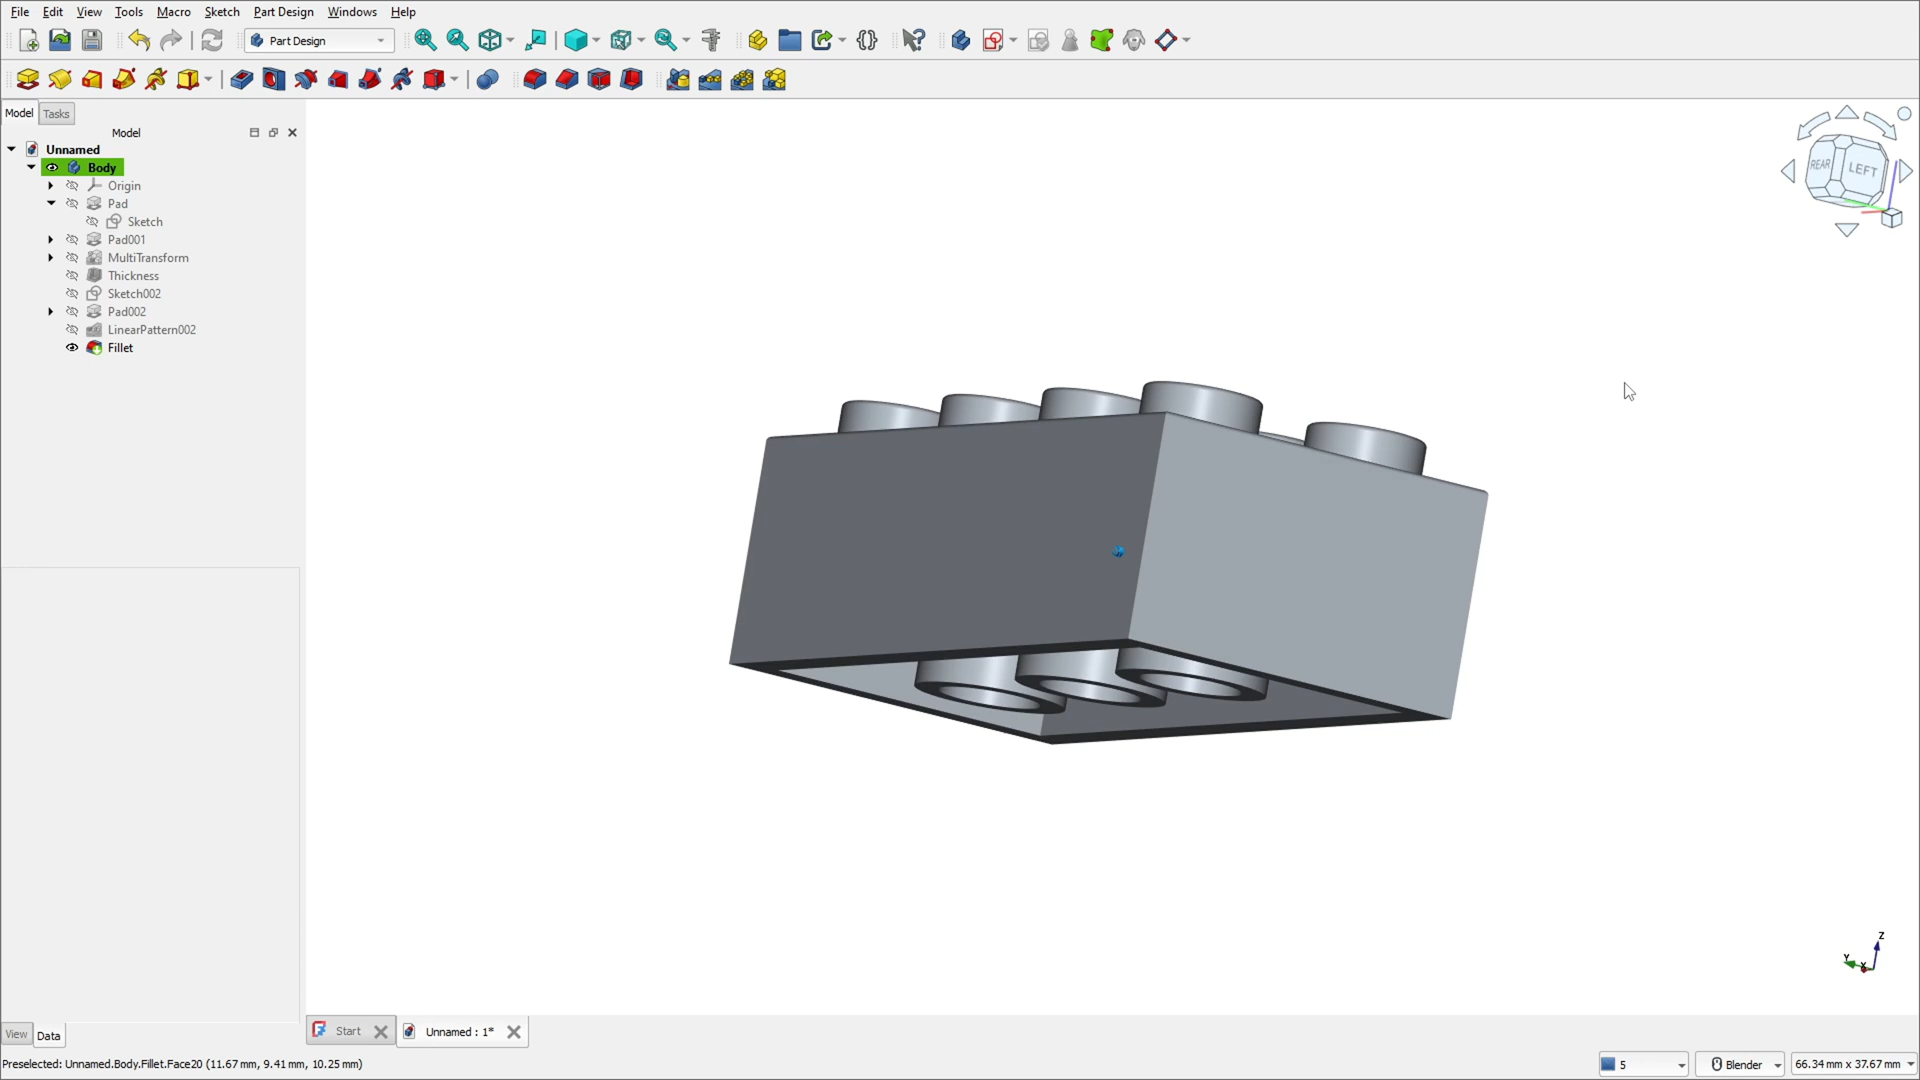 File Edit View Tools Macro Sketch Part Design Windows Help
Part Design
Model Tasks
Model
Unnamed
Body
Origin
Pad
Sketch
Pad001
MultiTransform
Thickness
Sketch002
Pad002
LinearPattern002
Fillet
REAR LEFT
Z
Y X
View Data
Start Unnamed : 1*
Preselected: Unnamed.Body.Fillet.Face20 (11.67 mm, 9.41 mm, 10.25 mm)
5 Blender 66.34 mm x 37.67 mm